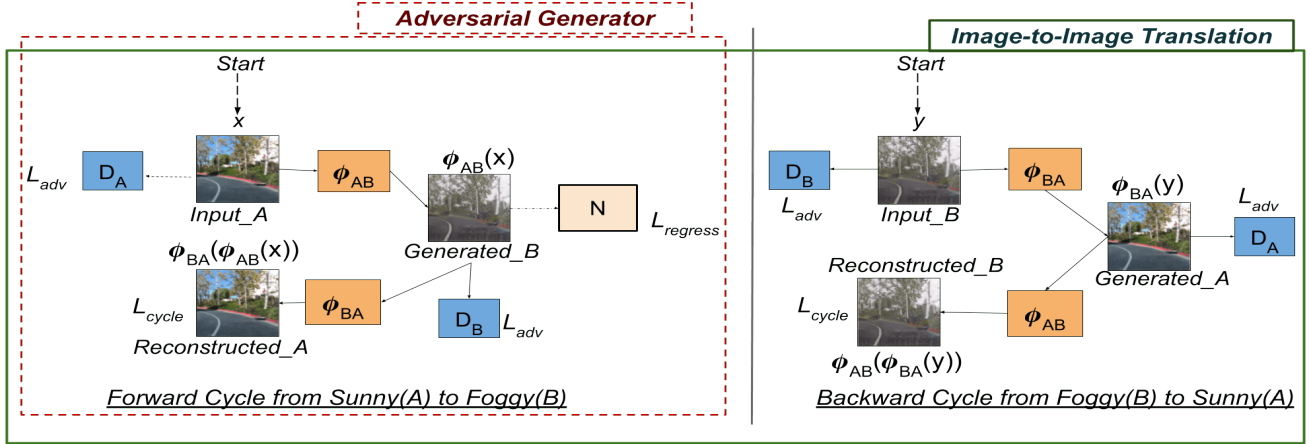 Adversarial Generator
Image-to-Image Translation
Start
x
L_adv
D_A
ϕ_AB
ϕ_AB(x)
N
L_regress
Input_A
Generated_B
ϕ_BA(ϕ_AB(x))
L_cycle
ϕ_BA
D_B
L_adv
Reconstructed_A
Forward Cycle from Sunny(A) to Foggy(B)
Start
y
D_B
L_adv
Input_B
ϕ_BA
ϕ_BA(y)
L_adv
D_A
Generated_A
Reconstructed_B
L_cycle
ϕ_AB
ϕ_AB(ϕ_BA(y))
Backward Cycle from Foggy(B) to Sunny(A)